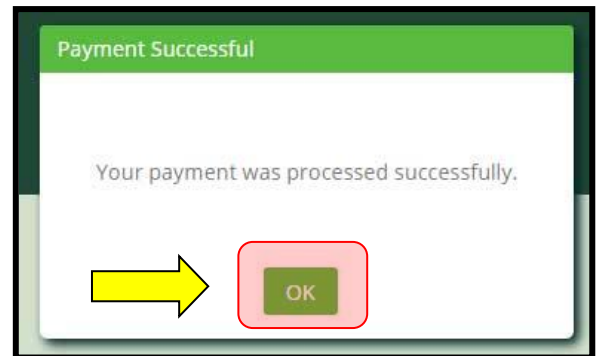 Payment Successful
Your payment was processed successfully.
OK